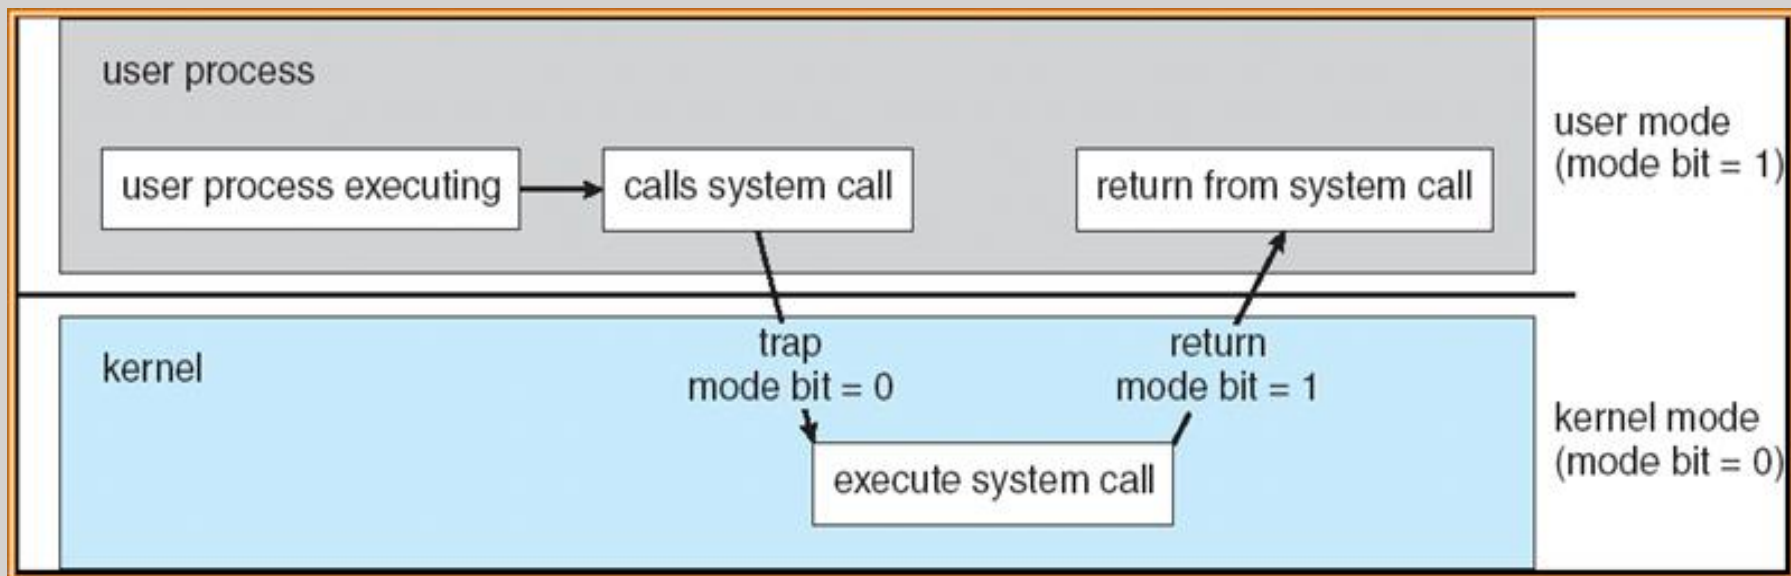 user process
user process executing
calls system call
return from system call
user mode
(mode bit = 1)
kernel
trap
mode bit = 0
return
mode bit = 1
execute system call
kernel mode
(mode bit = 0)